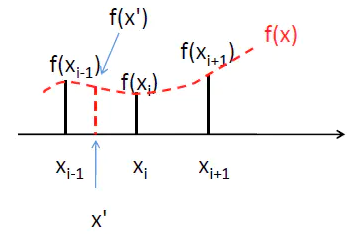 f(x')
f(x)
f(xi-1)
f(xi)
f(xi+1)
xi-1
xi
xi+1
x'